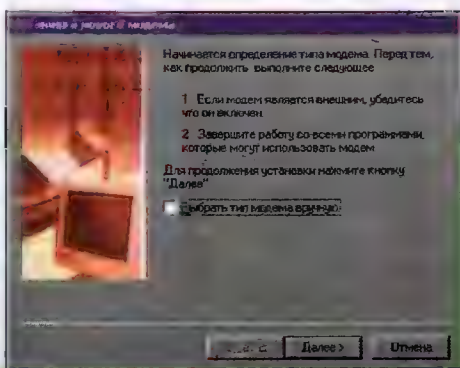 нового модема
Начинается определение типа модема. Перед тем,
как продолжить выполните следующее
1 Если модем является внешним, убедитесь
что он включен
2 Завершите работу со всеми программами,
которые могут использовать модем
Для продолжения установки нажмите кнопку
"Далее"
Выбрать тип модема вручную
Далее >
Отмена